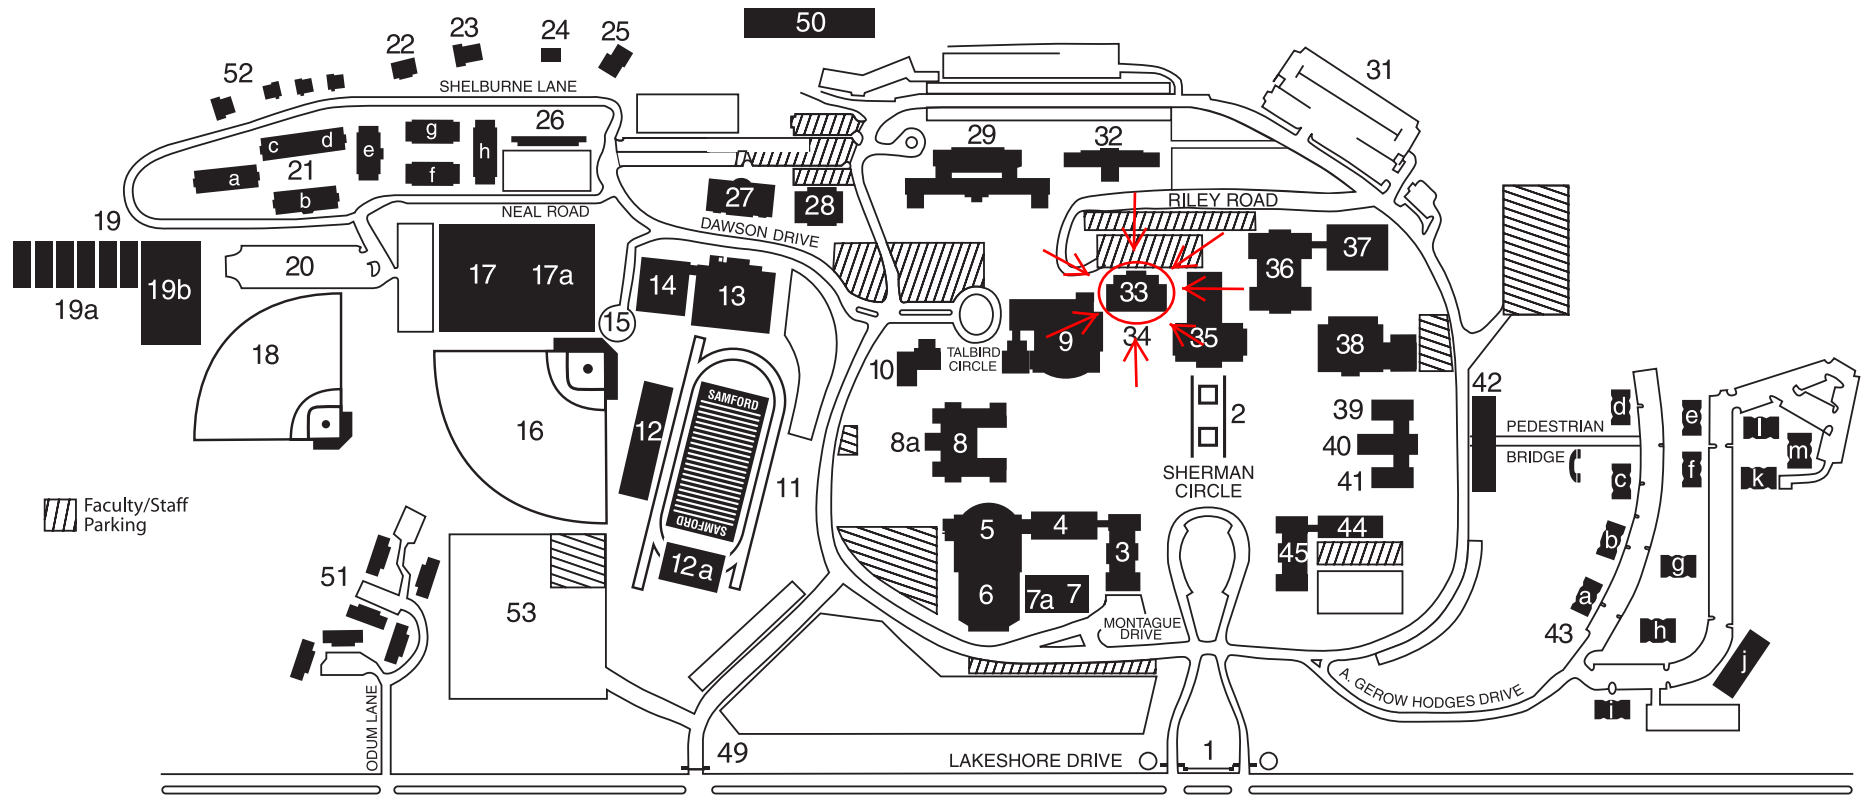 50
23
24
25
22
52
SHELBURNE LANE
31
26
g
d
c
e
h
29
32
21
f
a
b
27
28
RILEY ROAD
NEAL ROAD
19
DAWSON DRIVE
37
36
20
17
17a
14
13
33
19b
19a
15
34
35
9
38
18
TALBIRD
CIRCLE
10
42
SAMFORD
39
2
d
e
l
16
12
8a
8
40
PEDESTRIAN
BRIDGE
m
f
k
c
SHERMAN
CIRCLE
41
11
Faculty/Staff
Parking
SAMFORD
5
4
3
44
45
b
12a
51
g
6
7a
7
a
53
MONTAGUE
DRIVE
43
h
j
A. GEROW HODGES DRIVE
i
ODUM LANE
49
LAKESHORE DRIVE
1